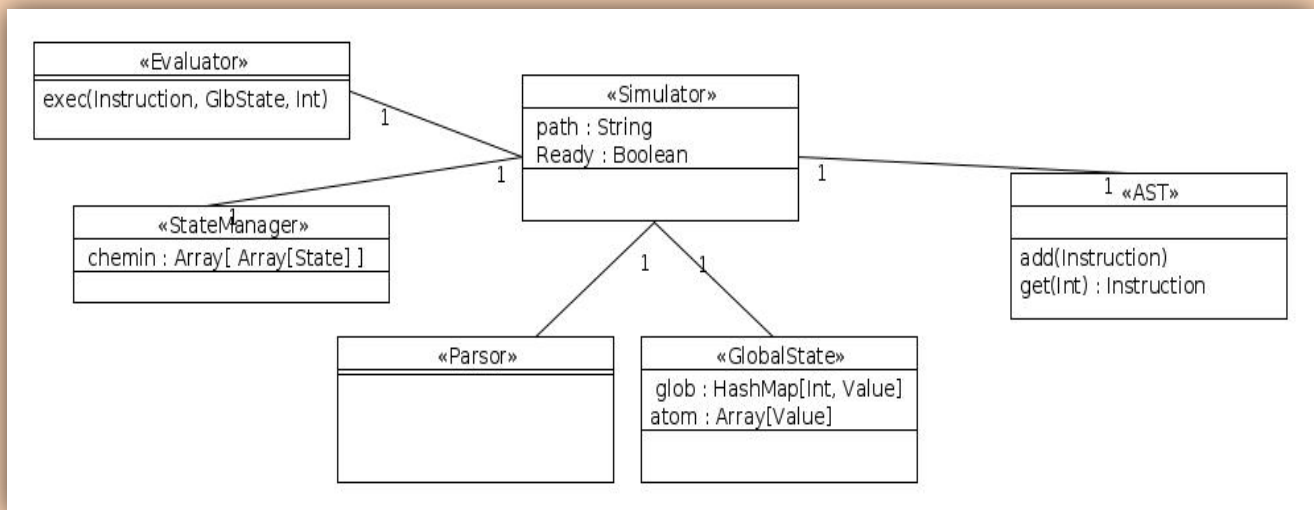 «Evaluator»
exec(Instruction, GlbState, Int)
1
«Simulator»
path : String
Ready : Boolean
1
1
1
«StateManager»
chemin : Array[ Array[State] ]
1
«AST»
add(Instruction)
get(Int) : Instruction
1
1
«Parsor»
«GlobalState»
glob : HashMap[Int, Value]
atom : Array[Value]